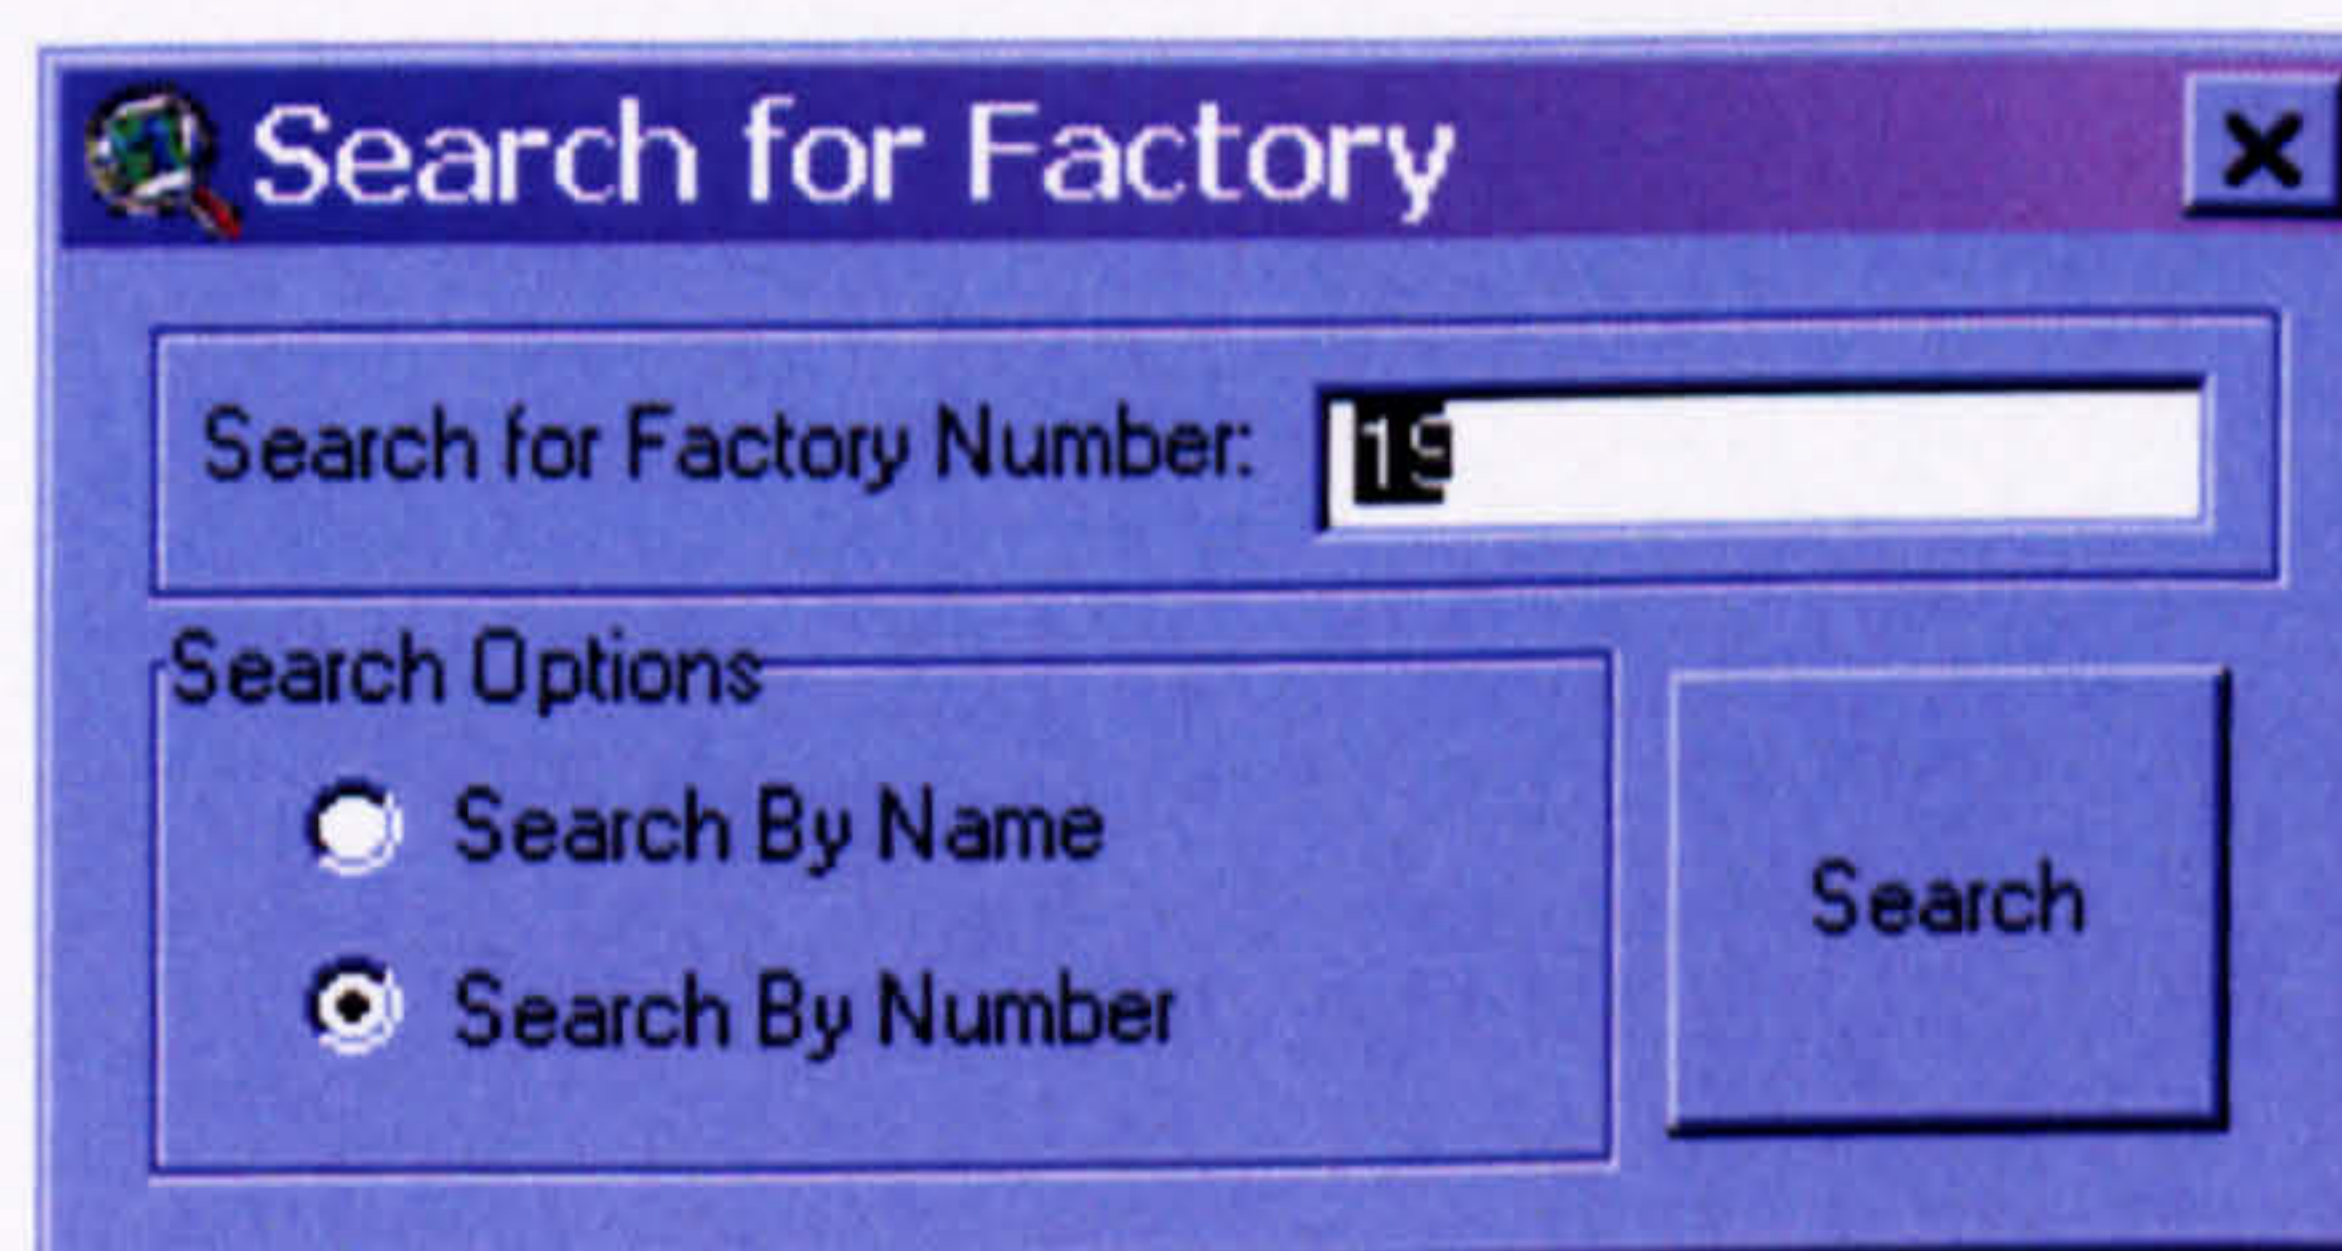 Search for Factory
Search for Factory Number: 19
Search Options
Search By Name
Search By Number
Search